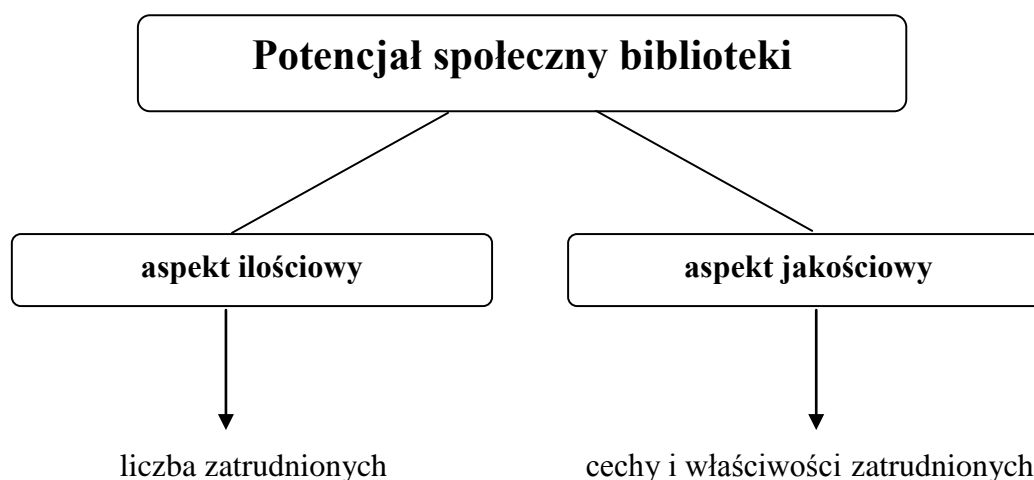 Potencjał społeczny biblioteki
aspekt ilościowy
aspekt jakościowy
liczba zatrudnionych
cechy i właściwości zatrudnionych